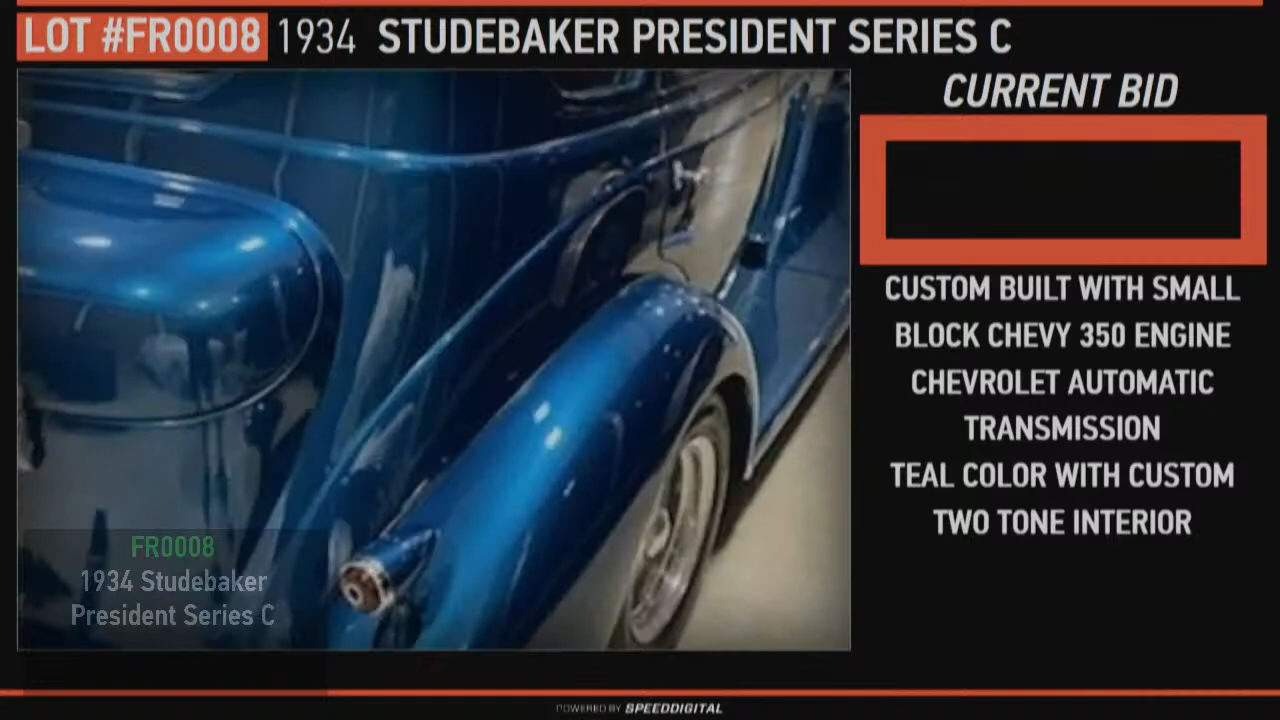 LOT #FR0008 1934 STUDEBAKER PRESIDENT SERIES C
CURRENT BID
CUSTOM BUILT WITH SMALL
BLOCK CHEVY 350 ENGINE
CHEVROLET AUTOMATIC
TRANSMISSION
TEAL COLOR WITH CUSTOM
TWO TONE INTERIOR
FR0008
1934 Studebaker
President Series C
POWERED BY SPEEDDIGITAL